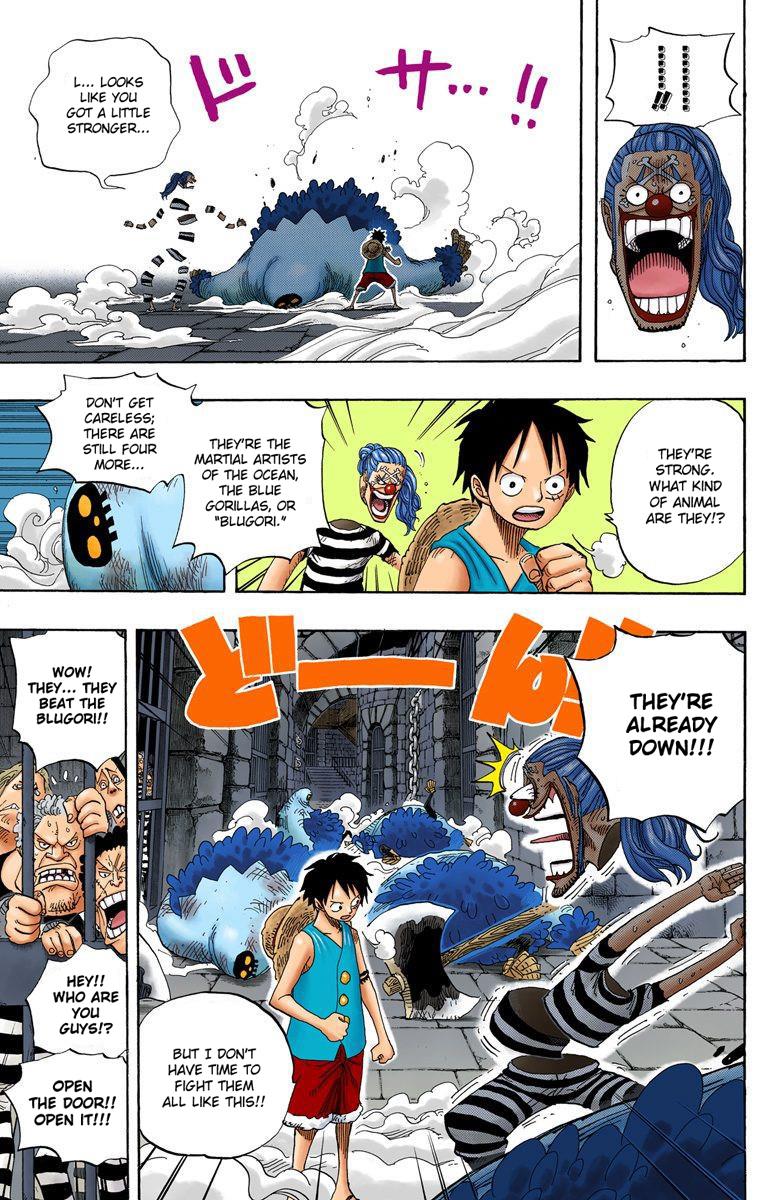 ............!!
ドサ...!!
L... LOOKS
LIKE YOU
GOT A LITTLE
STRONGER...
THEY'RE
STRONG.
WHAT KIND
OF ANIMAL
ARE THEY!?
THEY'RE THE
MARTIAL ARTISTS
OF THE OCEAN,
THE BLUE
GORILLAS, OR
"BLUGORI."
DON'T GET
CARELESS;
THERE ARE
STILL FOUR
MORE...
THEY'RE
ALREADY
DOWN!!!
どーん
BUT I DON'T
HAVE TIME TO
FIGHT THEM
ALL LIKE THIS!!
WOW!
THEY... THEY
BEAT THE
BLUGORI!!
HEY!!
WHO ARE
YOU
GUYS!?
OPEN
THE DOOR!!
OPEN IT!!!